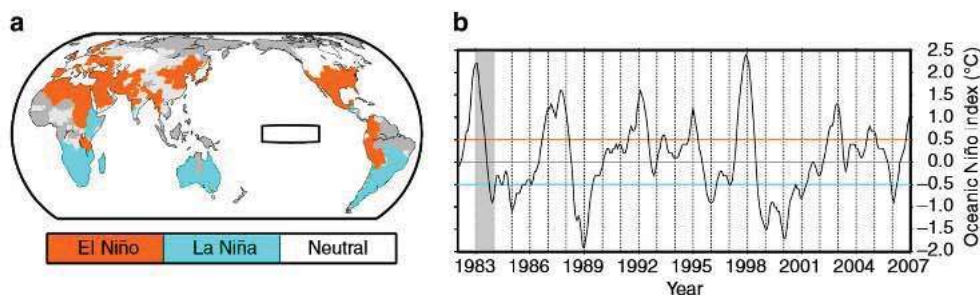 a
El Niño La Niña Neutral
b
2.5
2.0
1.5
1.0
0.5
0.0
−0.5
−1.0
−1.5
−2.0
Oceanic Niño index (°C)
1983 1986 1989 1992 1995 1998 2001 2004 2007
Year